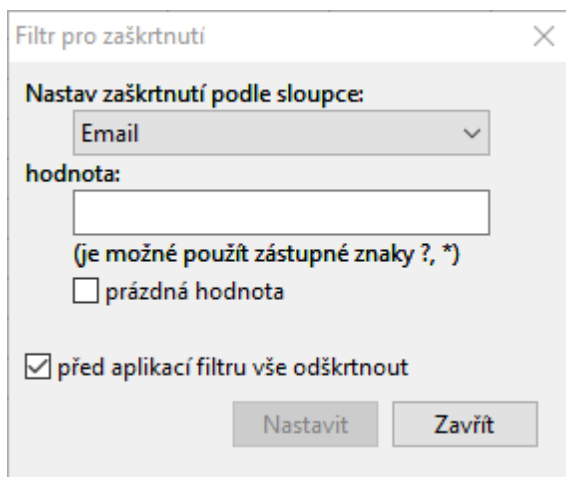 Filtr pro zaškrtnutí
Nastav zaškrtnutí podle sloupce:
Email
hodnota:
(je možné použít zástupné znaky ?, *)
prázdná hodnota
před aplikací filtru vše odškrtnout
Nastavit Zavřít